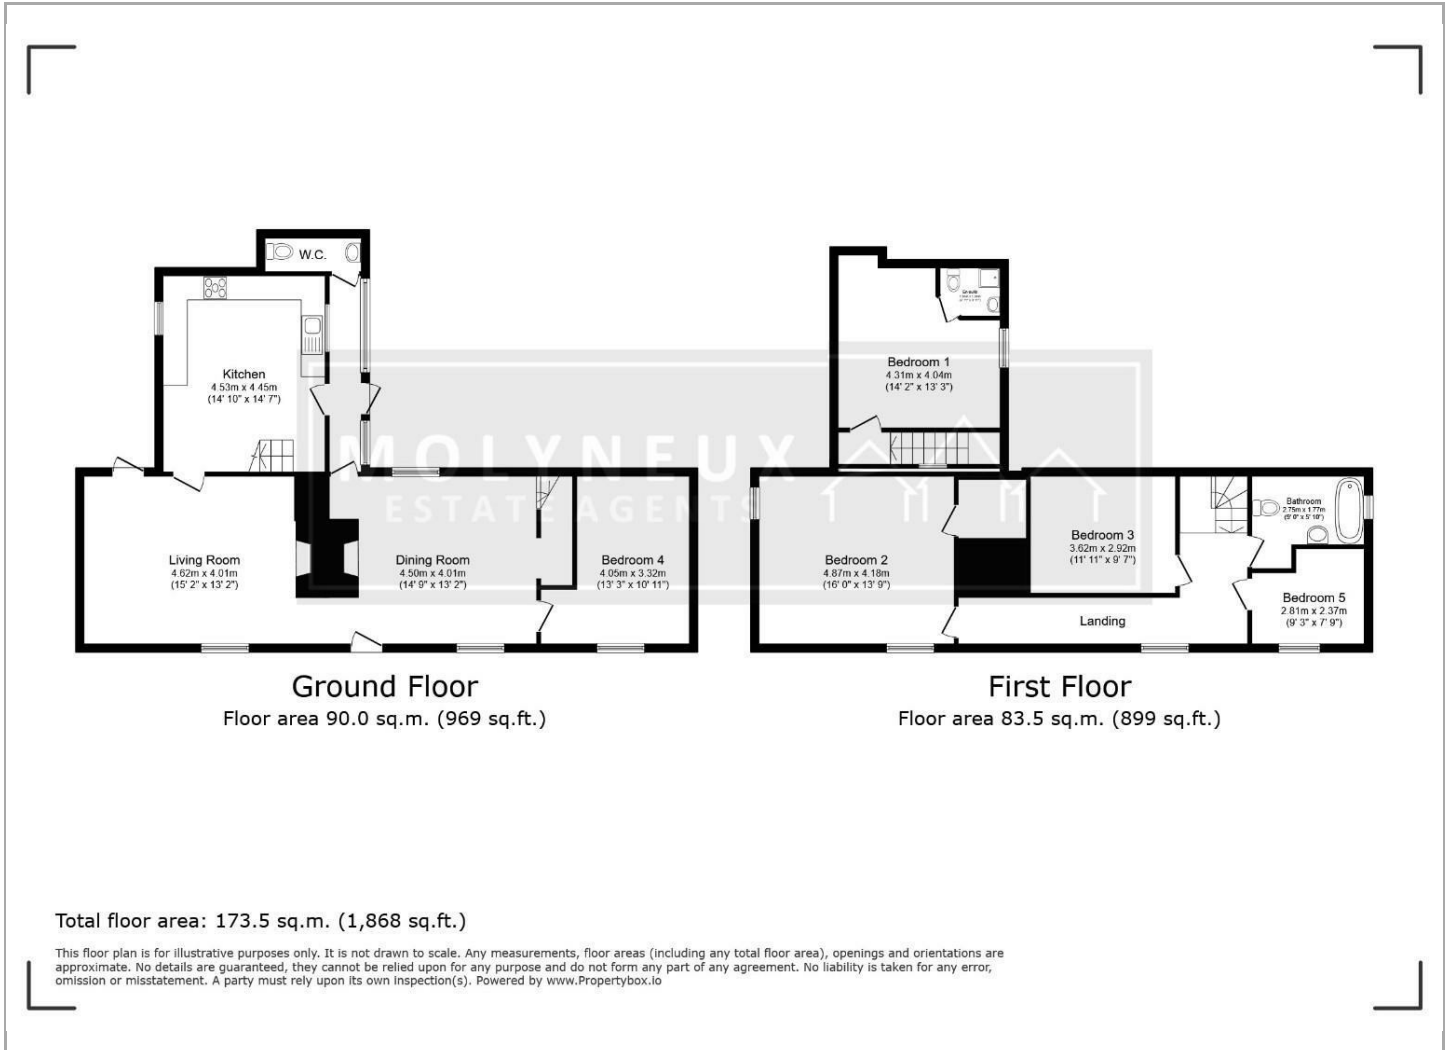 W.C.
Kitchen
4.53m x 4.45m
(14' 10" x 14' 7")
Living Room
4.62m x 4.01m
(15' 2" x 13' 2")
Dining Room
4.50m x 4.01m
(14' 9" x 13' 2")
Bedroom 4
4.05m x 3.32m
(13' 3" x 10' 11")
Ground Floor
Floor area 90.0 sq.m. (969 sq.ft.)
En-suite
Bedroom 1
4.31m x 4.04m
(14' 2" x 13' 3")
Bedroom 2
4.87m x 4.18m
(16' 0" x 13' 9")
Bedroom 3
3.62m x 2.92m
(11' 11" x 9' 7")
Bathroom
2.75m x 1.77m
(9' 0" x 5' 10")
Bedroom 5
2.81m x 2.37m
(9' 3" x 7' 9")
Landing
First Floor
Floor area 83.5 sq.m. (899 sq.ft.)
MOLYNEUX
ESTATE AGENTS
Total floor area: 173.5 sq.m. (1,868 sq.ft.)
This floor plan is for illustrative purposes only. It is not drawn to scale. Any measurements, floor areas (including any total floor area), openings and orientations are
approximate. No details are guaranteed, they cannot be relied upon for any purpose and do not form any part of any agreement. No liability is taken for any error,
omission or misstatement. A party must rely upon its own inspection(s). Powered by www.Propertybox.io